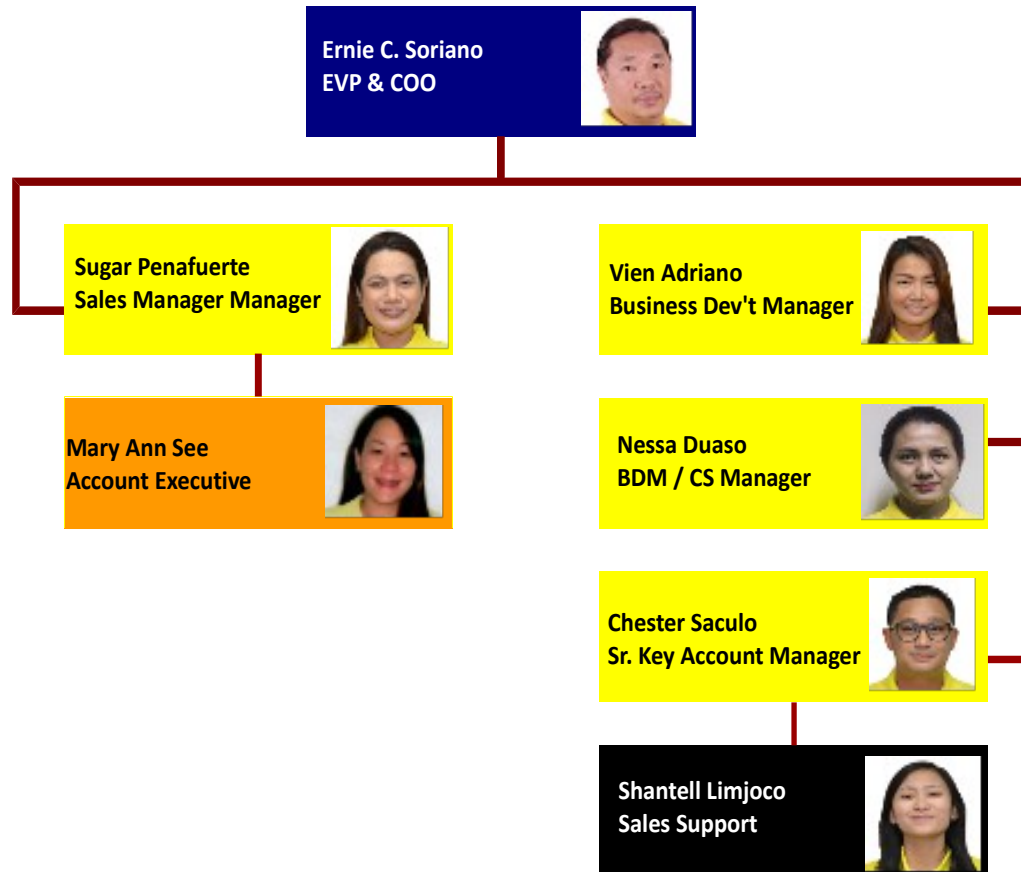 Ernie C. Soriano
EVP & COO
Sugar Penafuerte
Sales Manager Manager
Vien Adriano
Business Dev't Manager
Mary Ann See
Account Executive
Nessa Duaso
BDM / CS Manager
Chester Saculo
Sr. Key Account Manager
Shantell Limjoco
Sales Support